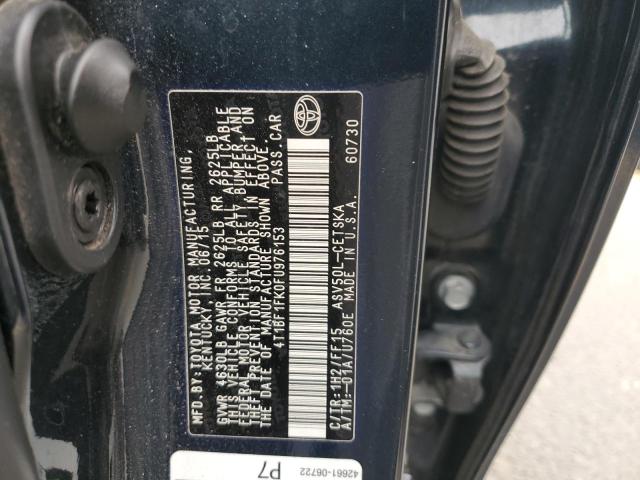 MFD.BY:TOYOTA MOTOR MANUFACTURING,
KENTUCKY, INC. 06/15
GVWR 4630LB GAWR FR 2625LB RR 2625LB
THIS VEHICLE CONFORMS TO ALL APPLICABLE
FEDERAL MOTOR VEHICLE SAFETY, BUMPER, AND
THEFT PREVENTION STANDARDS IN EFFECT ON
THE DATE OF MANUFACTURE SHOWN ABOVE.
4T1BF1FK0FU976153 PASS.CAR
C/TR:1H2/FF15 ASV50L-CETSKA
A/TM:-01A/U760E MADE IN U.S.A.
60730
42661-06722
P7